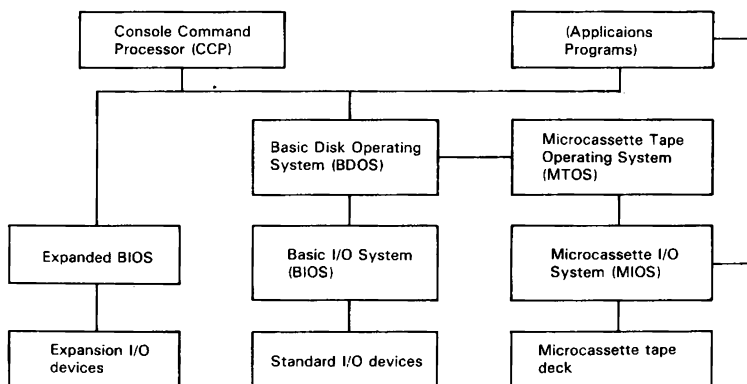 Console Command
Processor (CCP)
(Applicaions
Programs)
Basic Disk Operating
System (BDOS)
Microcassette Tape
Operating System
(MTOS)
Expanded BIOS
Basic I/O System
(BIOS)
Microcassette I/O
System (MIOS)
Expansion I/O
devices
Standard I/O devices
Microcassette tape
deck